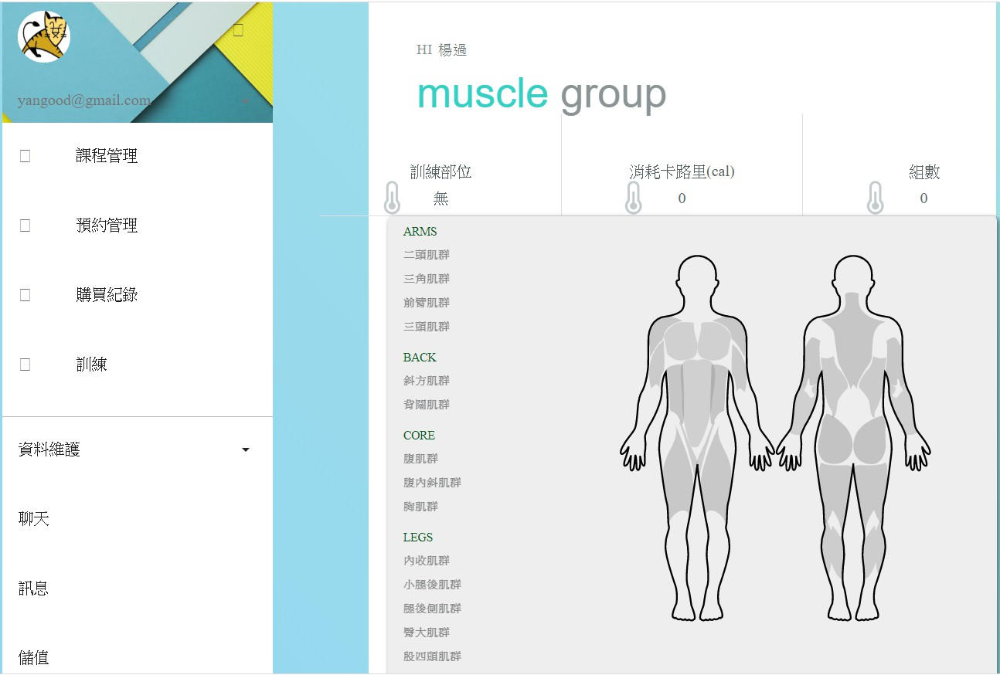 yangood@gmail.com
課程管理
預約管理
購買紀錄
訓練
資料維護
聊天
訊息
儲值
HI 楊過
muscle group
訓練部位
無
消耗卡路里(cal)
0
組數
0
ARMS
二頭肌群
三角肌群
前臂肌群
三頭肌群
BACK
斜方肌群
背闊肌群
CORE
腹肌群
腹內斜肌群
胸肌群
LEGS
內收肌群
小腿後肌群
腿後側肌群
臀大肌群
股四頭肌群